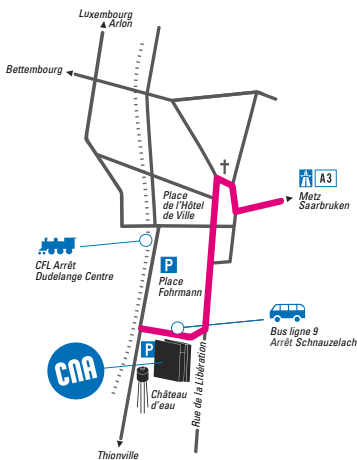 Luxembourg
Arlon
Bettembourg
A3
Metz
Saarbruken
Place
de l'Hôtel
de Ville
CFL Arrêt
Dudelange Centre
P
Place
Fohrmann
Bus ligne 9
Arrêt Schnauzelach
P
CNA
Château
d'eau
Rue de la Libération
Thionville